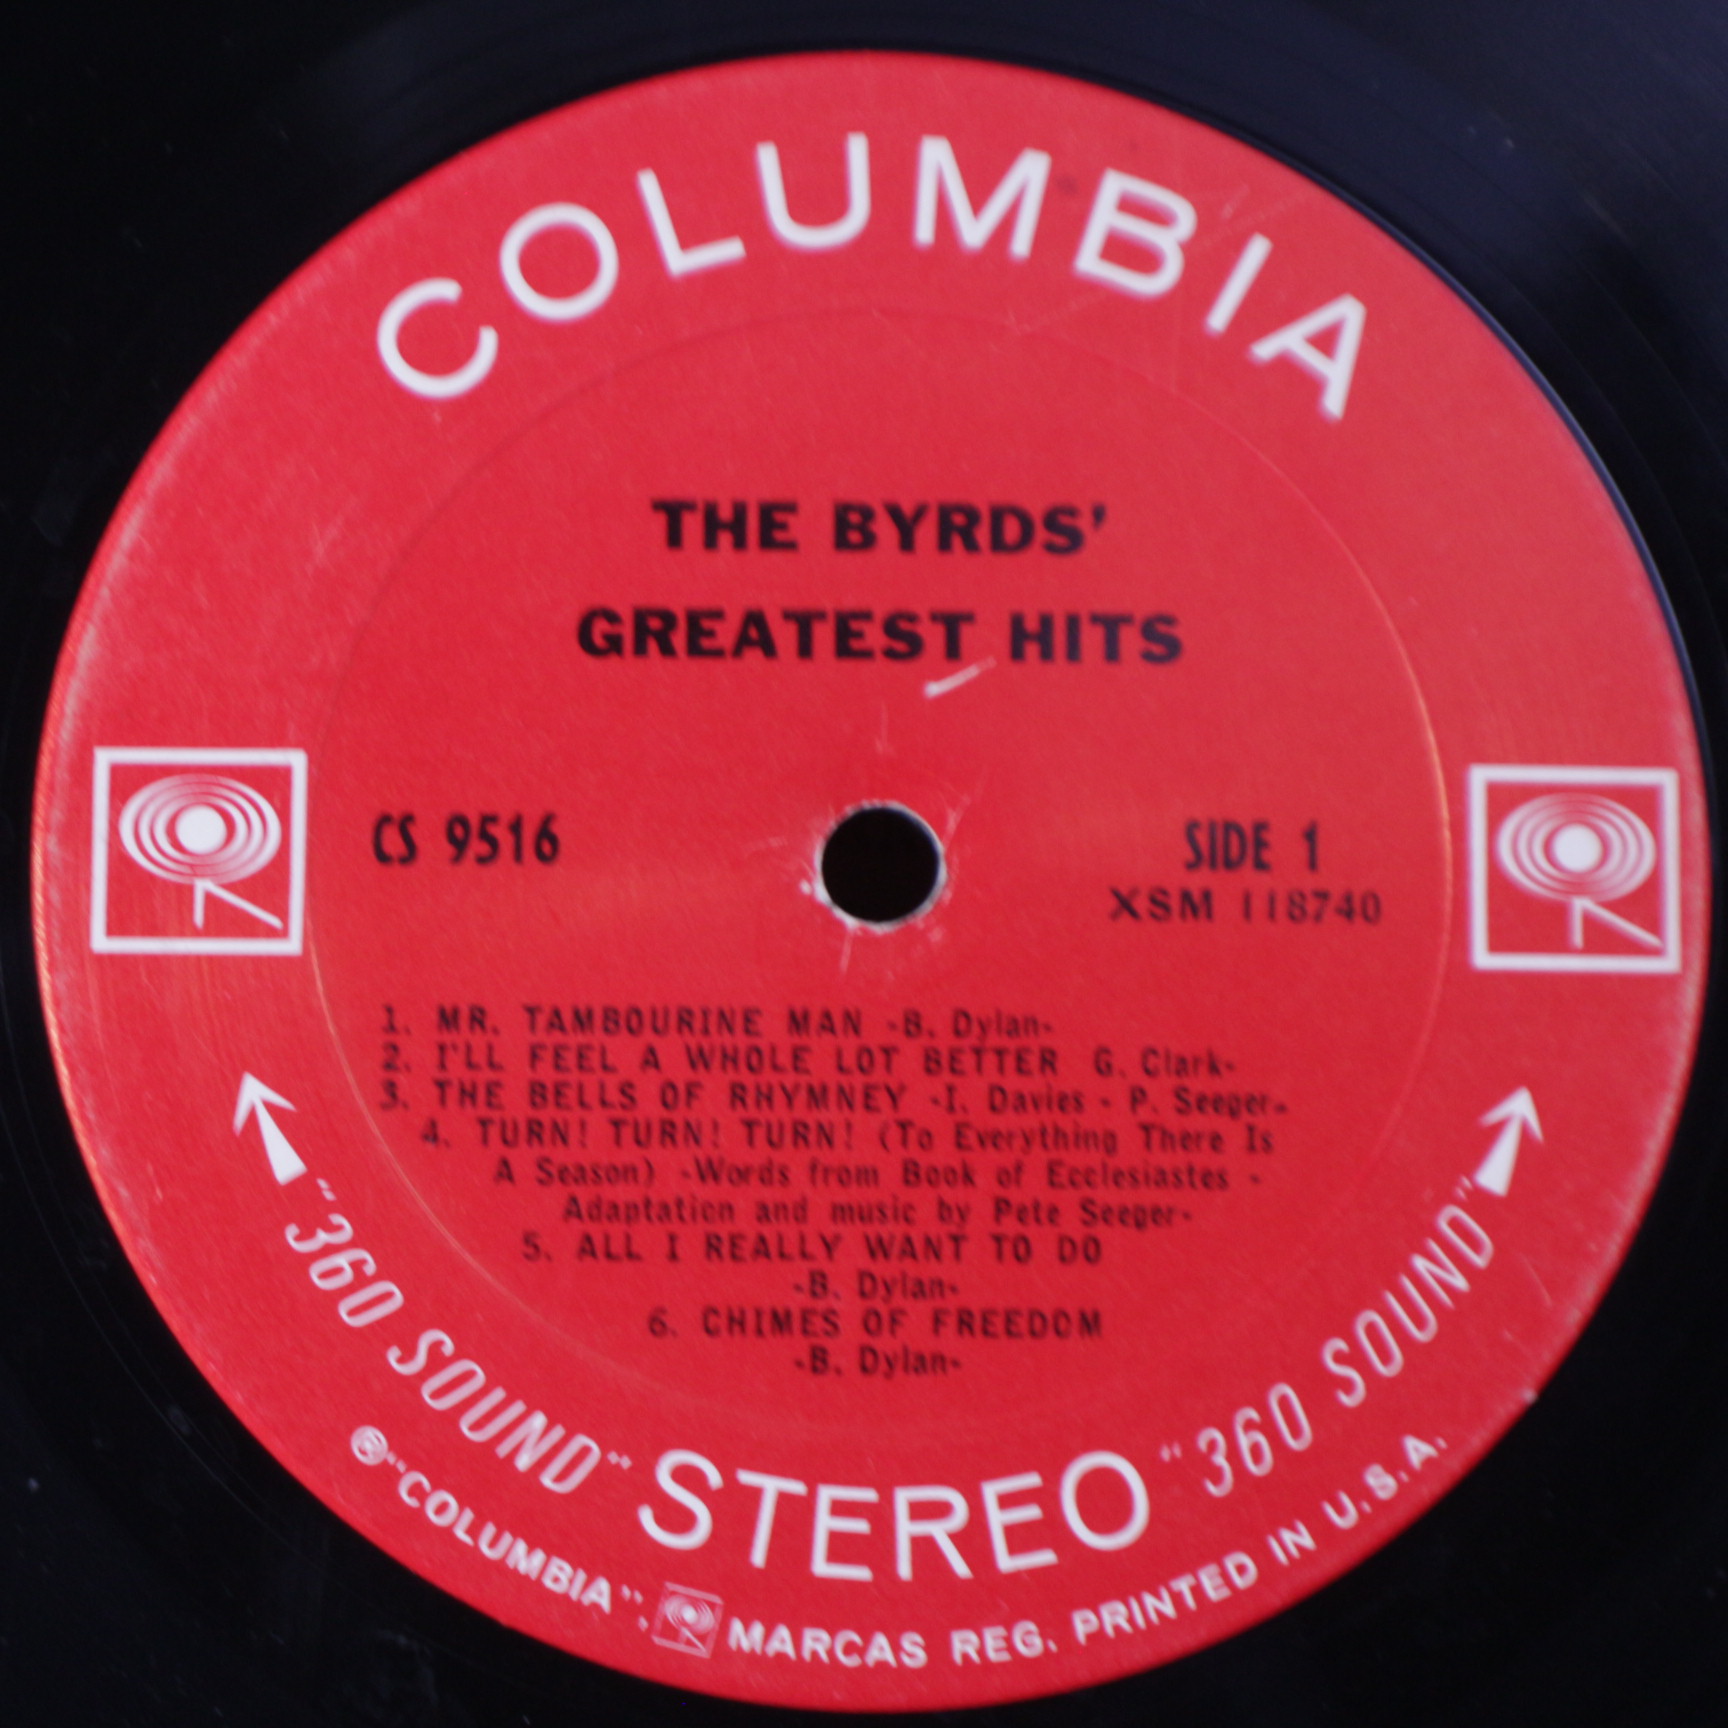 COLUMBIA
THE BYRDS'
GREATEST HITS
CS 9516
SIDE 1
XSM 118740
1. MR. TAMBOURINE MAN -B. Dylan-
2. I'LL FEEL A WHOLE LOT BETTER G. Clark-
3. THE BELLS OF RHYMNEY -I. Davies - P. Seeger-
4. TURN! TURN! TURN! (To Everything There Is
A Season) -Words from Book of Ecclesiastes -
Adaptation and music by Pete Seeger-
5. ALL I REALLY WANT TO DO
-B. Dylan-
6. CHIMES OF FREEDOM
-B. Dylan-
"360 SOUND" STEREO "360 SOUND"
® "COLUMBIA", MARCAS REG. PRINTED IN U.S.A.